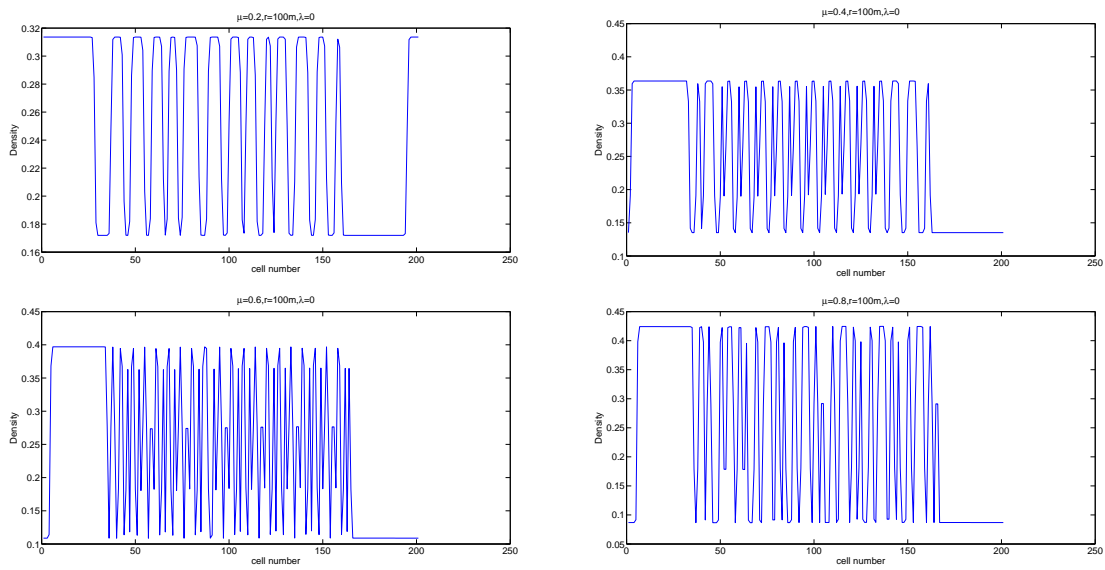 μ=0.2,r=100m,λ=0
0.32
0.3
0.28
0.26
0.24
0.22
0.2
0.18
0.16
Density
0 50 100 150 200 250
cell number
μ=0.4,r=100m,λ=0
0.45
0.4
0.35
0.3
0.25
0.2
0.15
0.1
Density
0 50 100 150 200 250
cell number
μ=0.6,r=100m,λ=0
0.45
0.4
0.35
0.3
0.25
0.2
0.15
0.1
Density
0 50 100 150 200 250
cell number
μ=0.8,r=100m,λ=0
0.45
0.4
0.35
0.3
0.25
0.2
0.15
0.1
0.05
Density
0 50 100 150 200 250
cell number